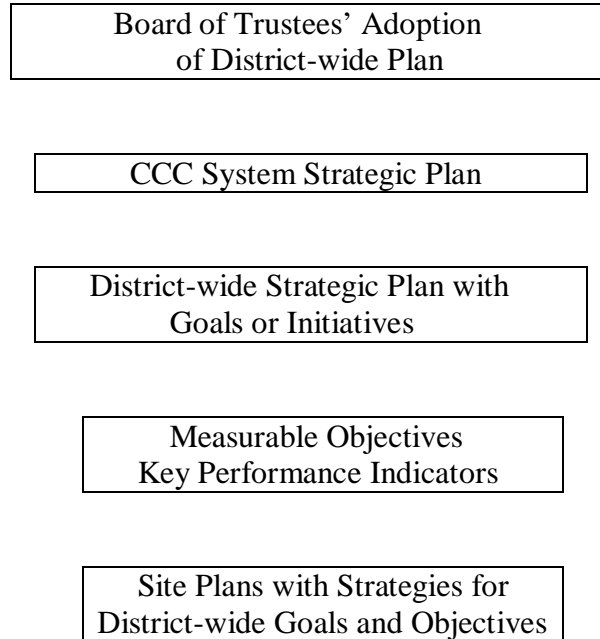 Board of Trustees’ Adoption
of District-wide Plan
CCC System Strategic Plan
District-wide Strategic Plan with
Goals or Initiatives
Measurable Objectives
Key Performance Indicators
Site Plans with Strategies for
District-wide Goals and Objectives